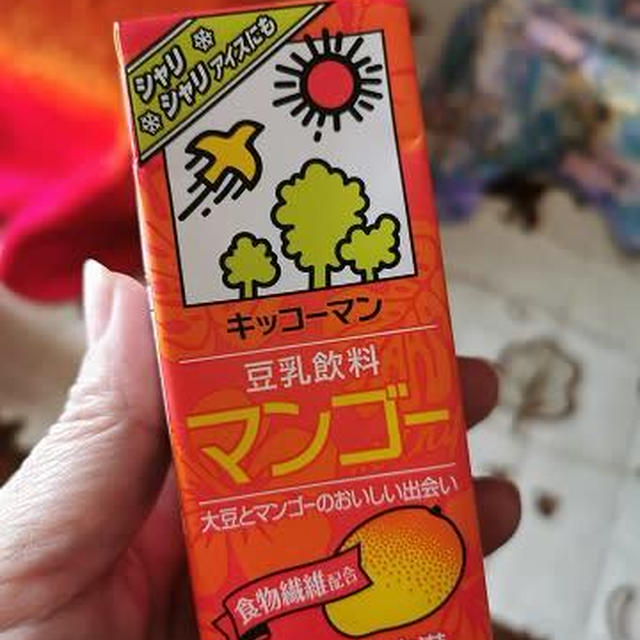 シャリ
シャリ アイスにも
キッコーマン
豆乳飲料
マンゴー
大豆とマンゴーのおいしい出会い
食物繊維配合